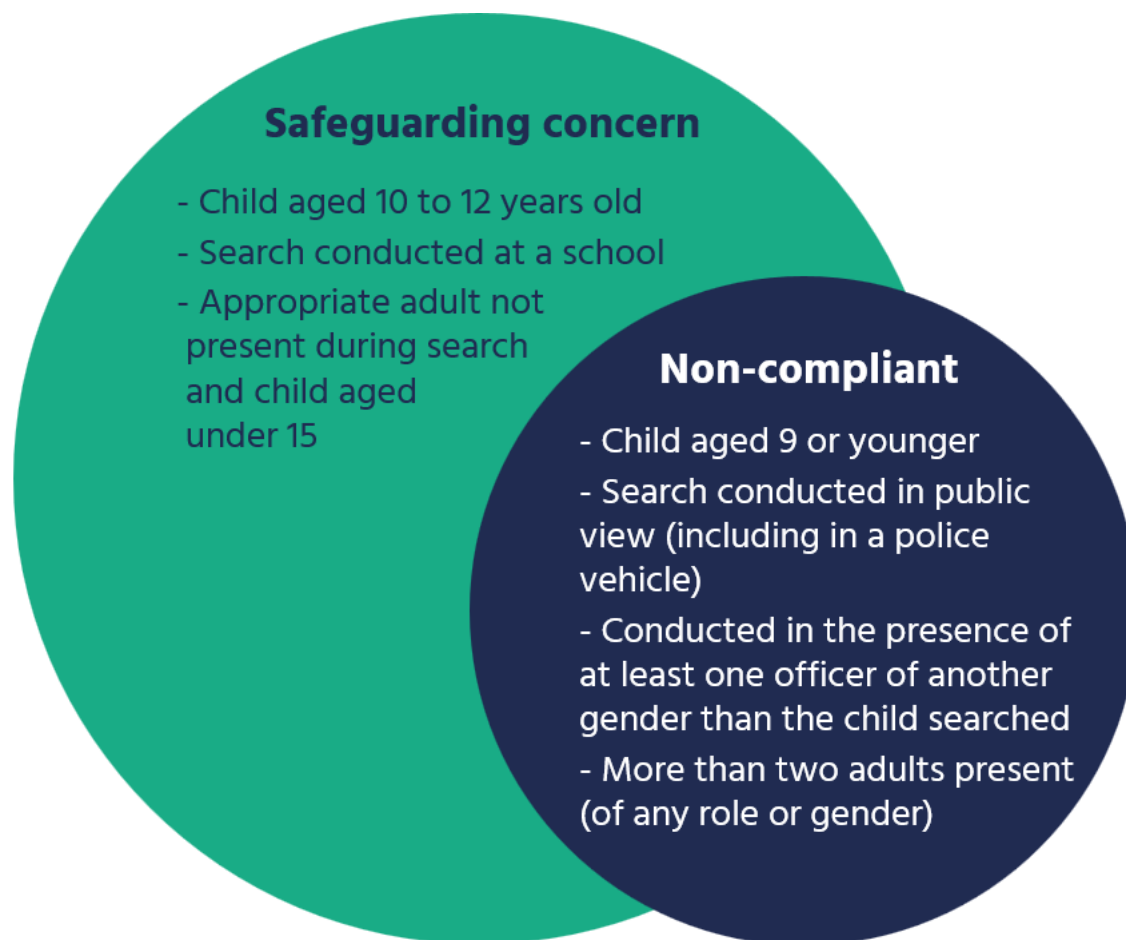 Safeguarding concern
- Child aged 10 to 12 years old
- Search conducted at a school
- Appropriate adult not
present during search
and child aged
under 15
Non-compliant
- Child aged 9 or younger
- Search conducted in public
view (including in a police
vehicle)
- Conducted in the presence of
at least one officer of another
gender than the child searched
- More than two adults present
(of any role or gender)